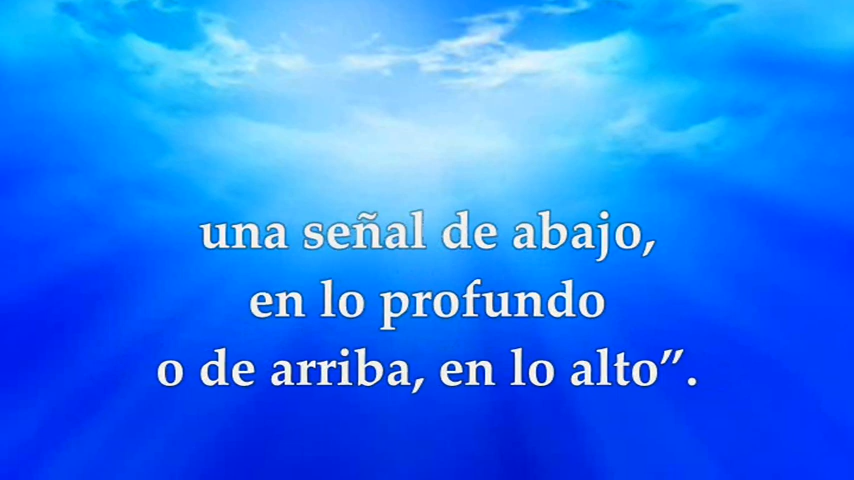 una señal de abajo,
en lo profundo
o de arriba, en lo alto”.